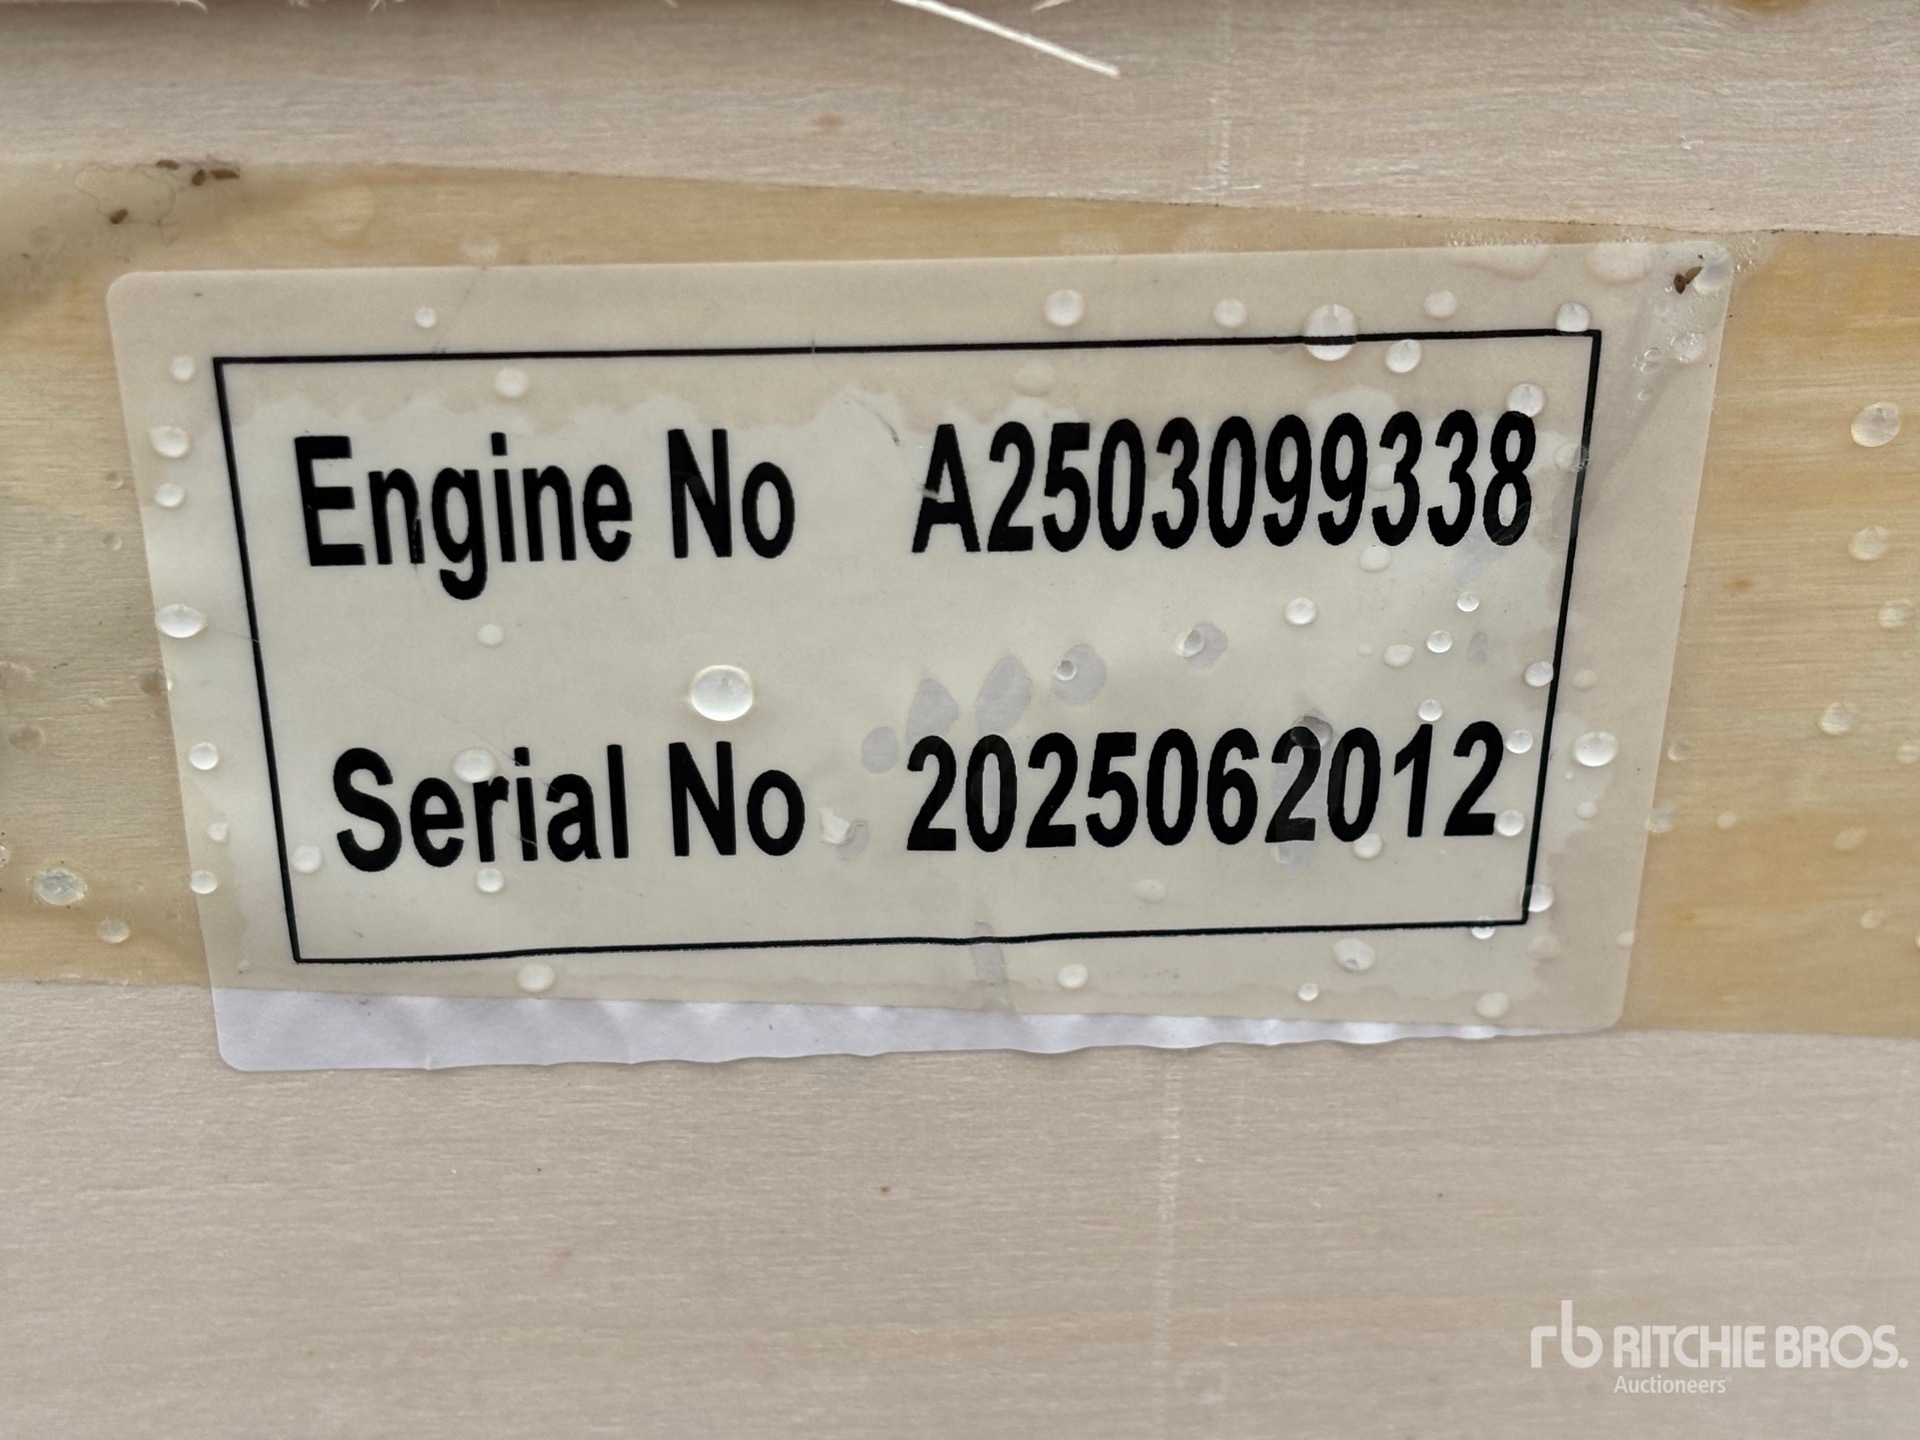 Engine No A2503099338
Serial No 2025062012
rb RITCHIE BROS.
Auctioneers